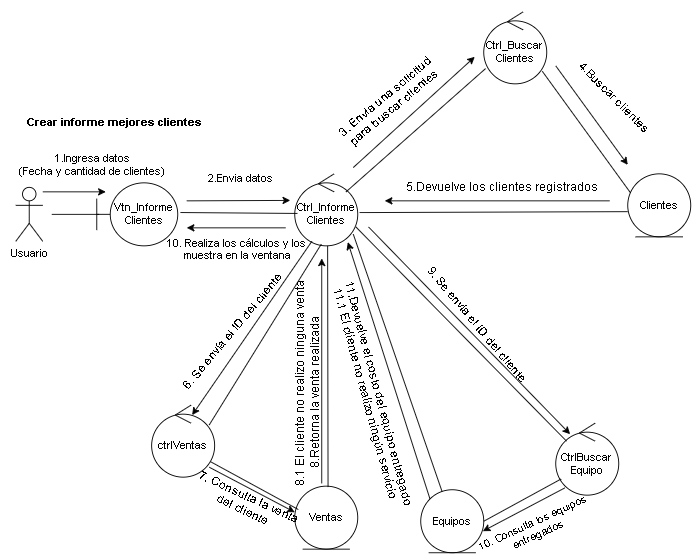 Crear informe mejores clientes
1.Ingresa datos
(Fecha y cantidad de clientes)
Usuario
Vtn_Informe
Clientes
2.Envia datos
10. Realiza los cálculos y los
muestra en la ventana
Ctrl_Informe
Clientes
3. Envía una solicitud
para buscar clientes
Ctrl_Buscar
Clientes
4.Buscar clientes
Clientes
5.Devuelve los clientes registrados
6. Se envía el ID del cliente
ctrlVentas
7. Consulta la venta
del cliente
Ventas
8.1 El cliente no realizo ninguna venta
8.Retorna la venta realizada
9. Se envía el ID del cliente
CtrlBuscar
Equipo
10. Consulta los equipos
entregados
Equipos
11.Devuelve el costo del equipo entregado
11.1 El cliente no realizo ningún servicio